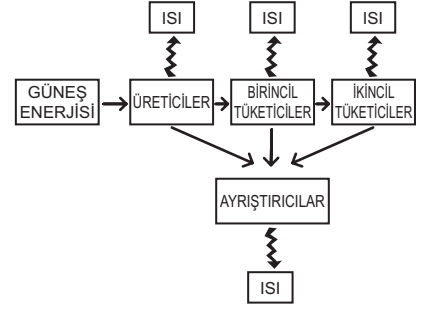 ISI
ISI
ISI
GÜNEŞ
ENERJİSİ
ÜRETİCİLER
BİRİNCİL
TÜKETİCİLER
İKİNCİL
TÜKETİCİLER
AYRIŞTIRICILAR
ISI